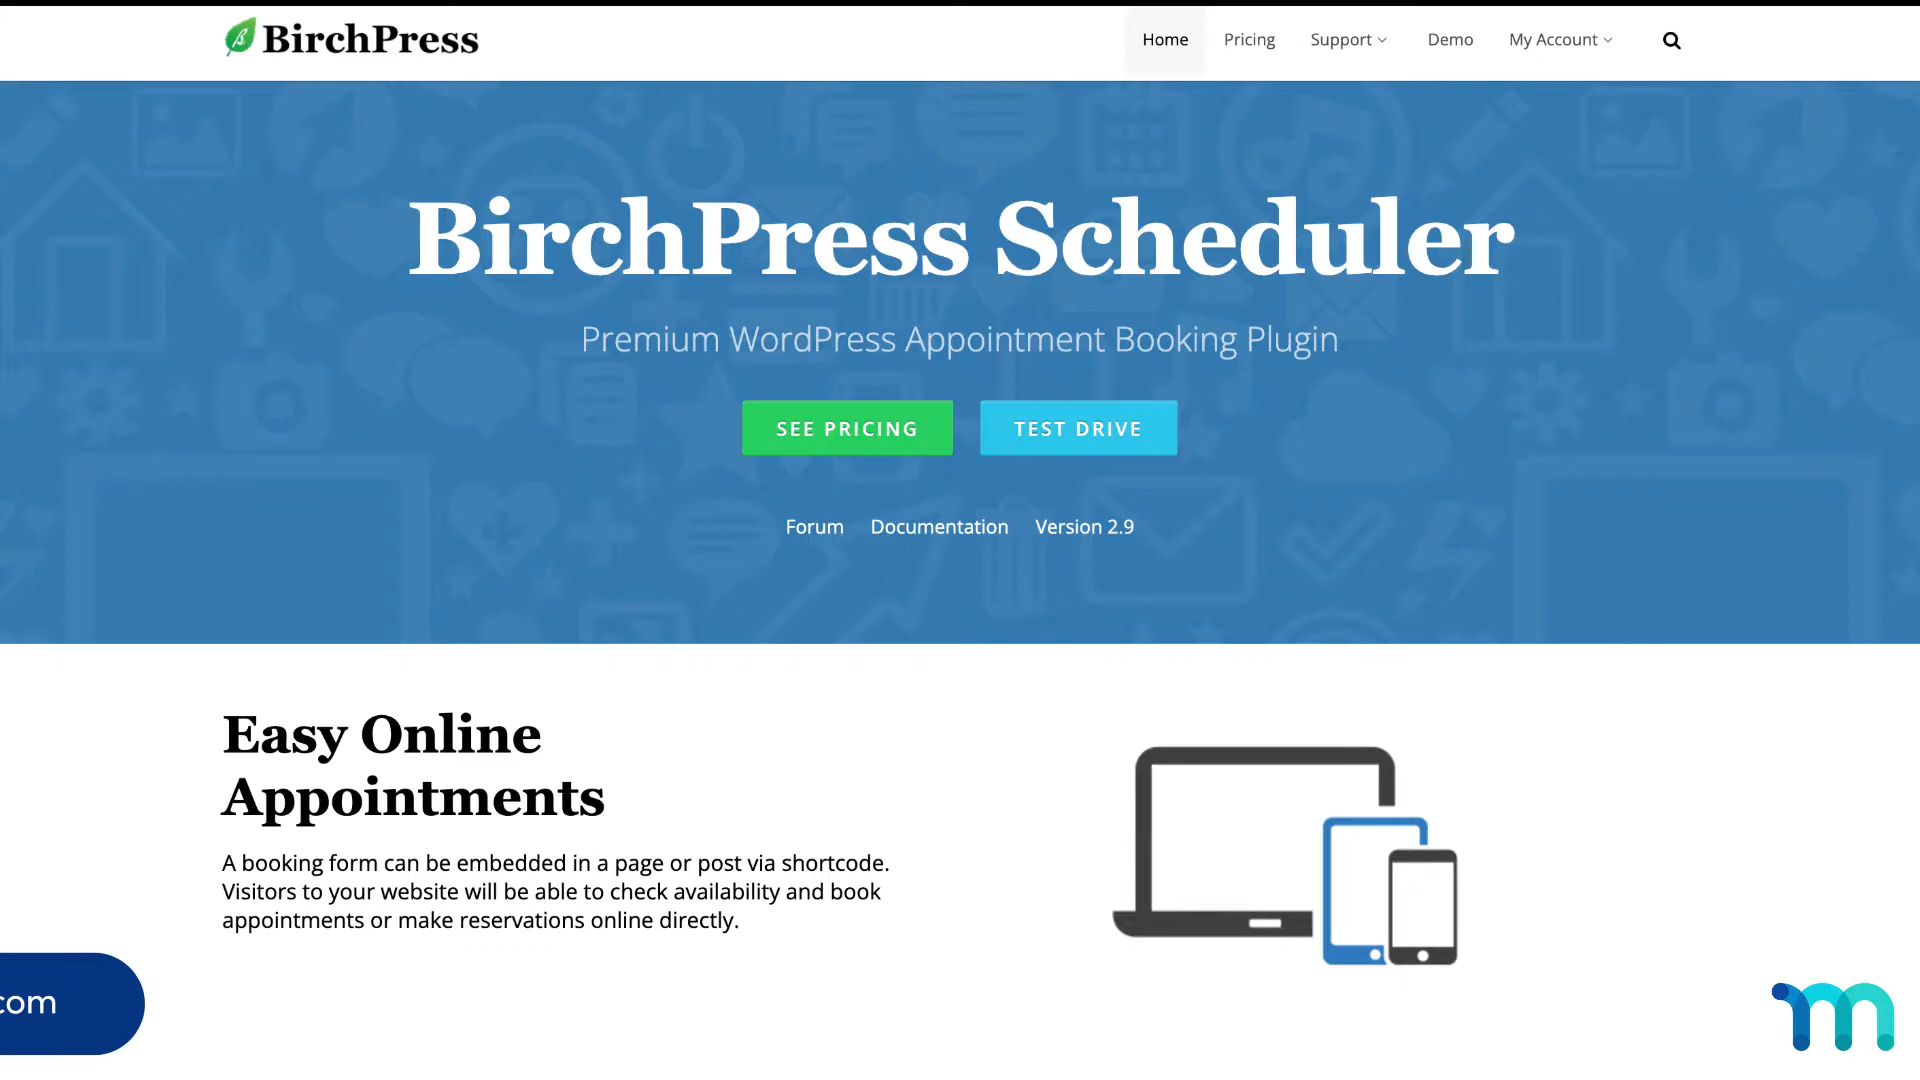 BirchPress
Home Pricing Support Demo My Account
BirchPress Scheduler
Premium WordPress Appointment Booking Plugin
SEE PRICING TEST DRIVE
Forum Documentation Version 2.9
Easy Online
Appointments
A booking form can be embedded in a page or post via shortcode.
Visitors to your website will be able to check availability and book
appointments or make reservations online directly.
com
m